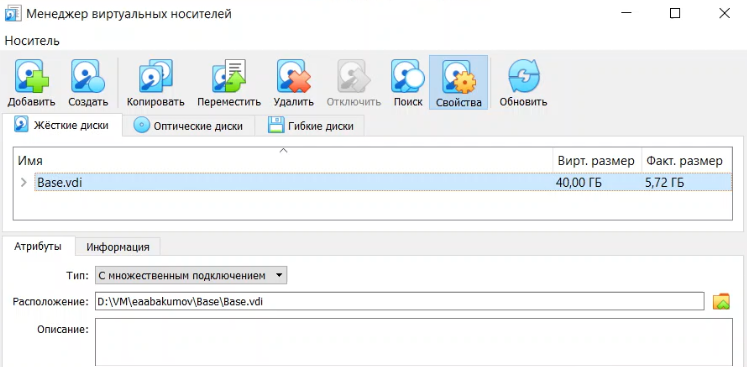 Менеджер виртуальных носителей
Носитель
Добавить Создать Копировать Переместить Удалить Отключить Поиск Свойства Обновить
Жёсткие диски Оптические диски Гибкие диски
Имя Вирт. размер Факт. размер
Base.vdi 40,00 ГБ 5,72 ГБ
Атрибуты Информация
Тип: С множественным подключением
Расположение: D:\VM\eaabakumov\Base\Base.vdi
Описание: